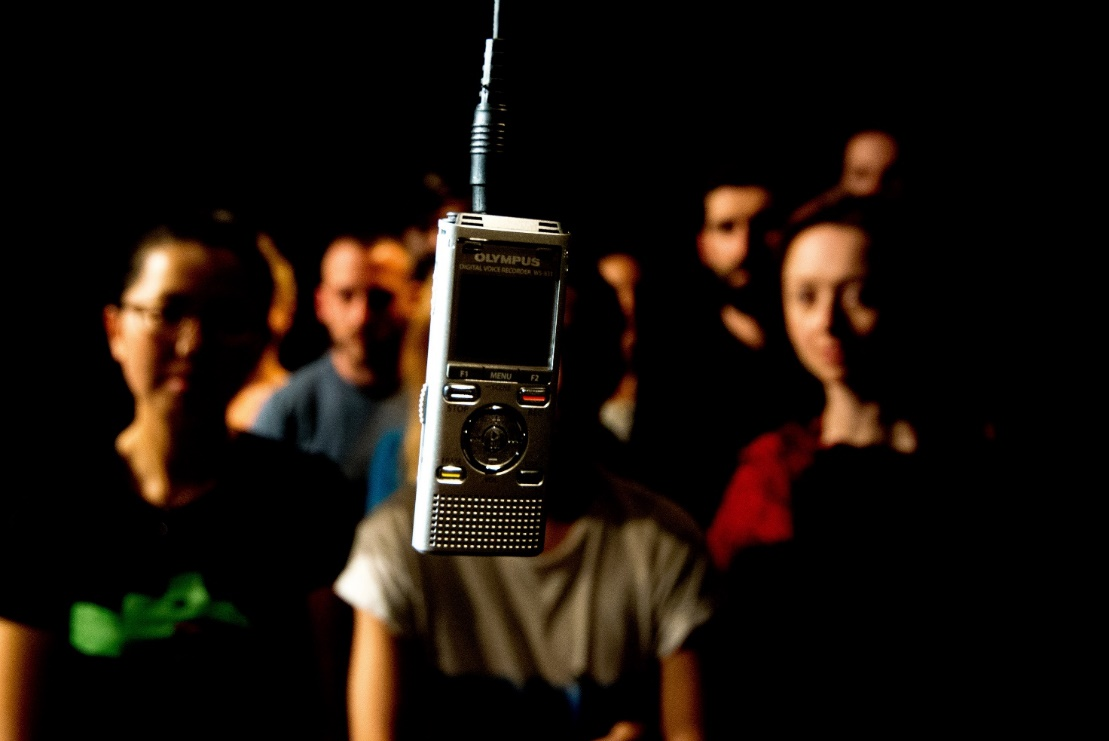 OLYMPUS
DIGITAL VOICE RECORDER
F1 MENU F2
STOP